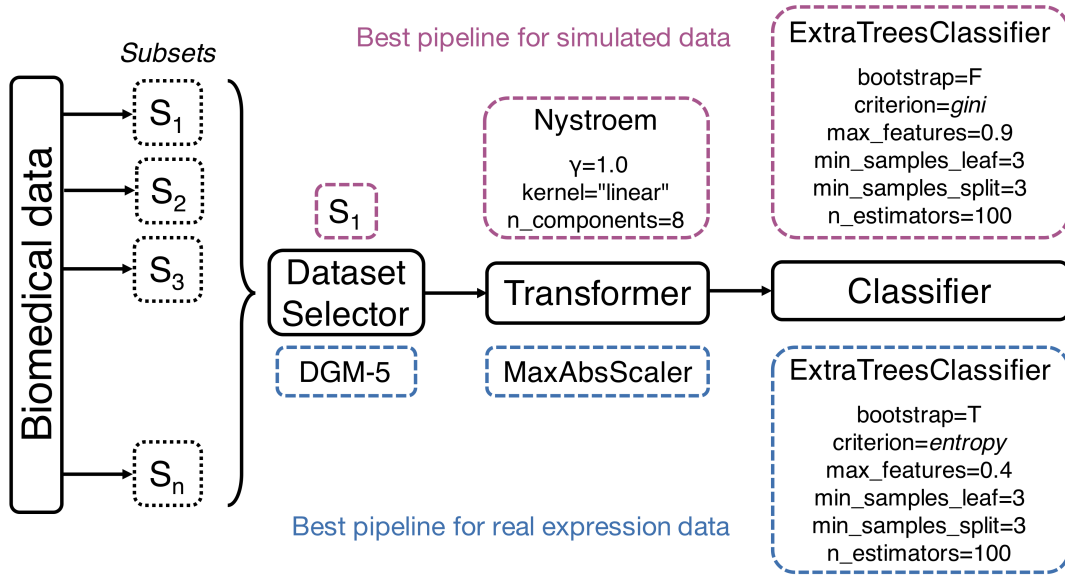 Biomedical data
Subsets
S1
S2
S3
Sn
Best pipeline for simulated data
S1
Dataset
Selector
DGM-5
Nystroem
γ=1.0
kernel="linear"
n_components=8
Transformer
MaxAbsScaler
ExtraTreesClassifier
bootstrap=F
criterion=gini
max_features=0.9
min_samples_leaf=3
min_samples_split=3
n_estimators=100
Classifier
ExtraTreesClassifier
bootstrap=T
criterion=entropy
max_features=0.4
min_samples_leaf=3
min_samples_split=3
n_estimators=100
Best pipeline for real expression data